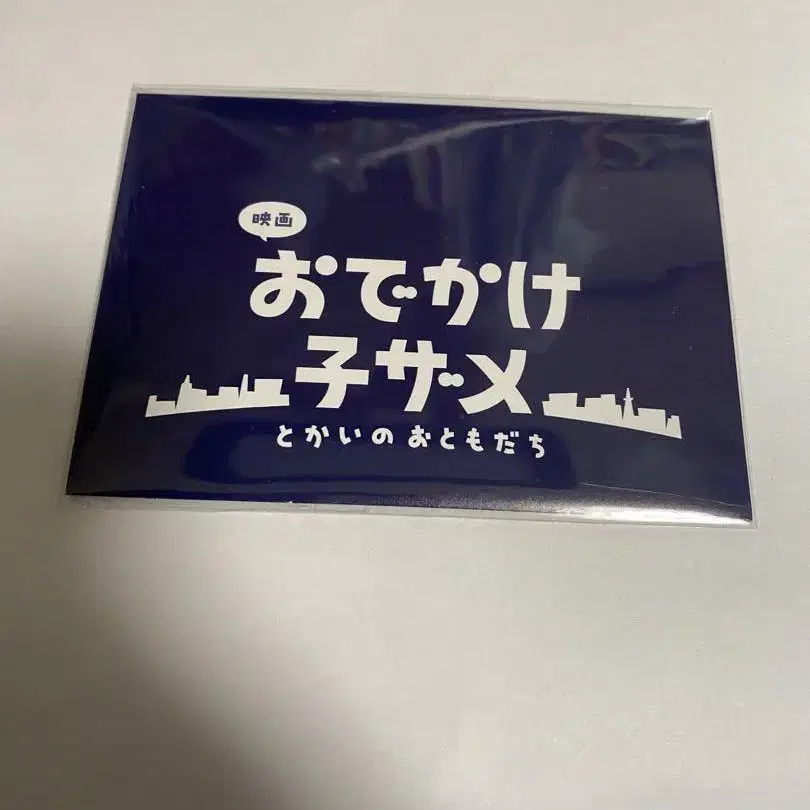 映画
おでかけ
子ザメ
とかいのおともだち